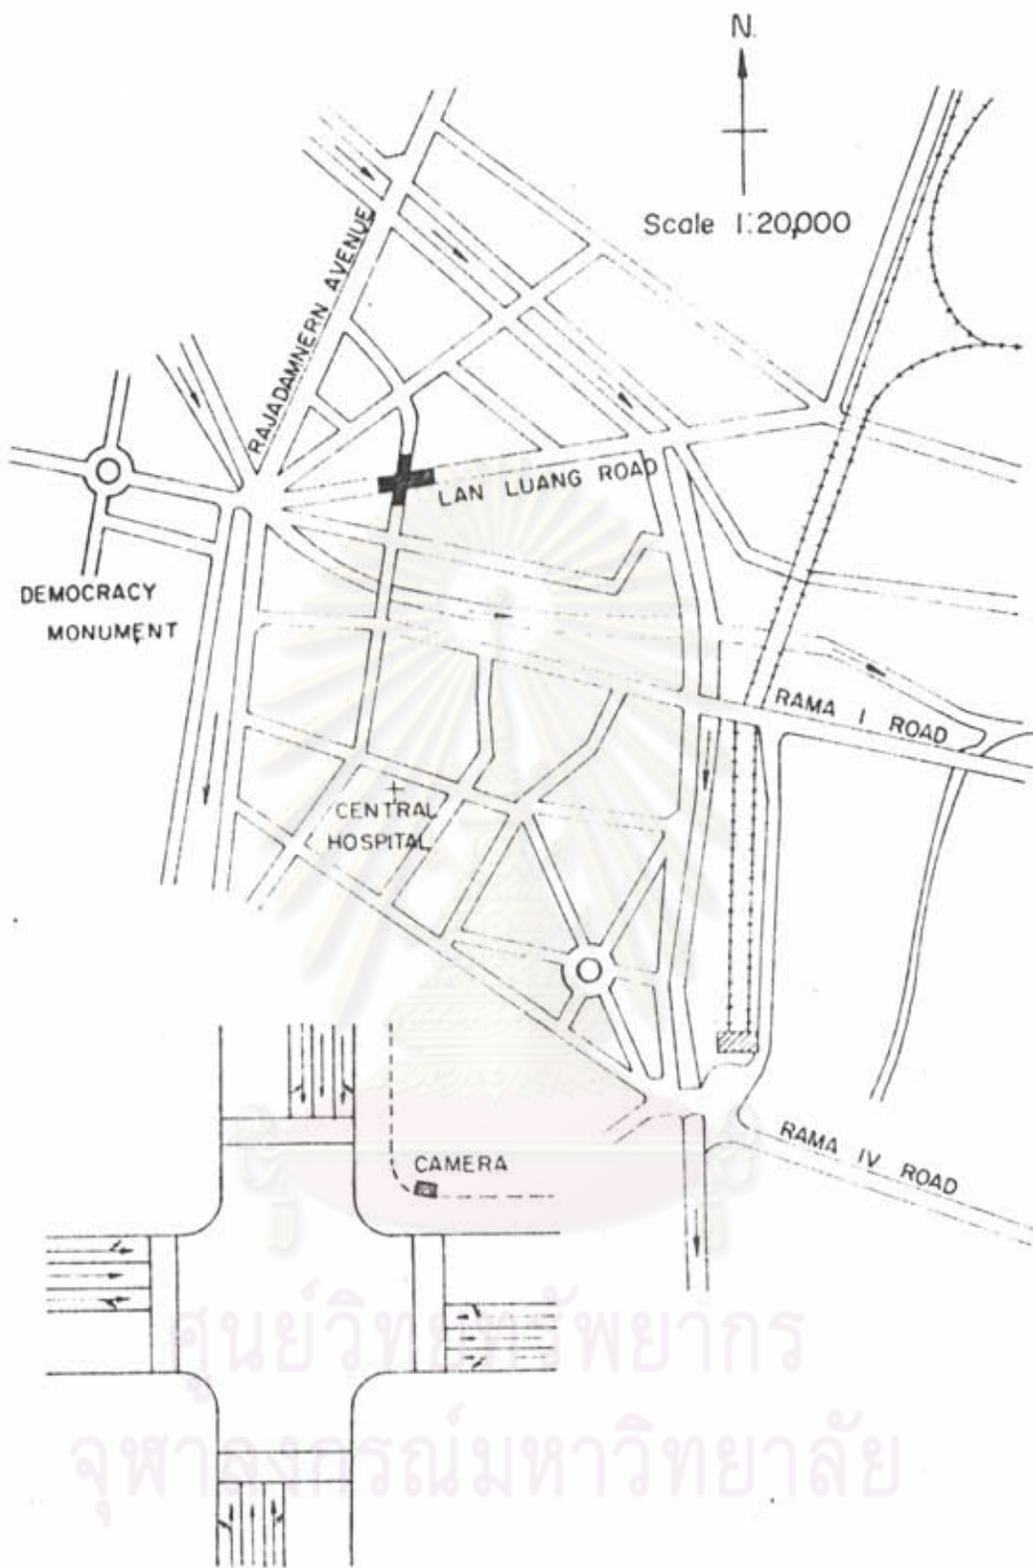 N.
Scale 1:20,000
RAJADAMNERN AVENUE
LAN LUANG ROAD
DEMOCRACY
MONUMENT
RAMA I ROAD
CENTRAL
HOSPITAL
CAMERA
RAMA IV ROAD
ศูนย์วิทยทรัพยากร
จุฬาลงกรณ์มหาวิทยาลัย